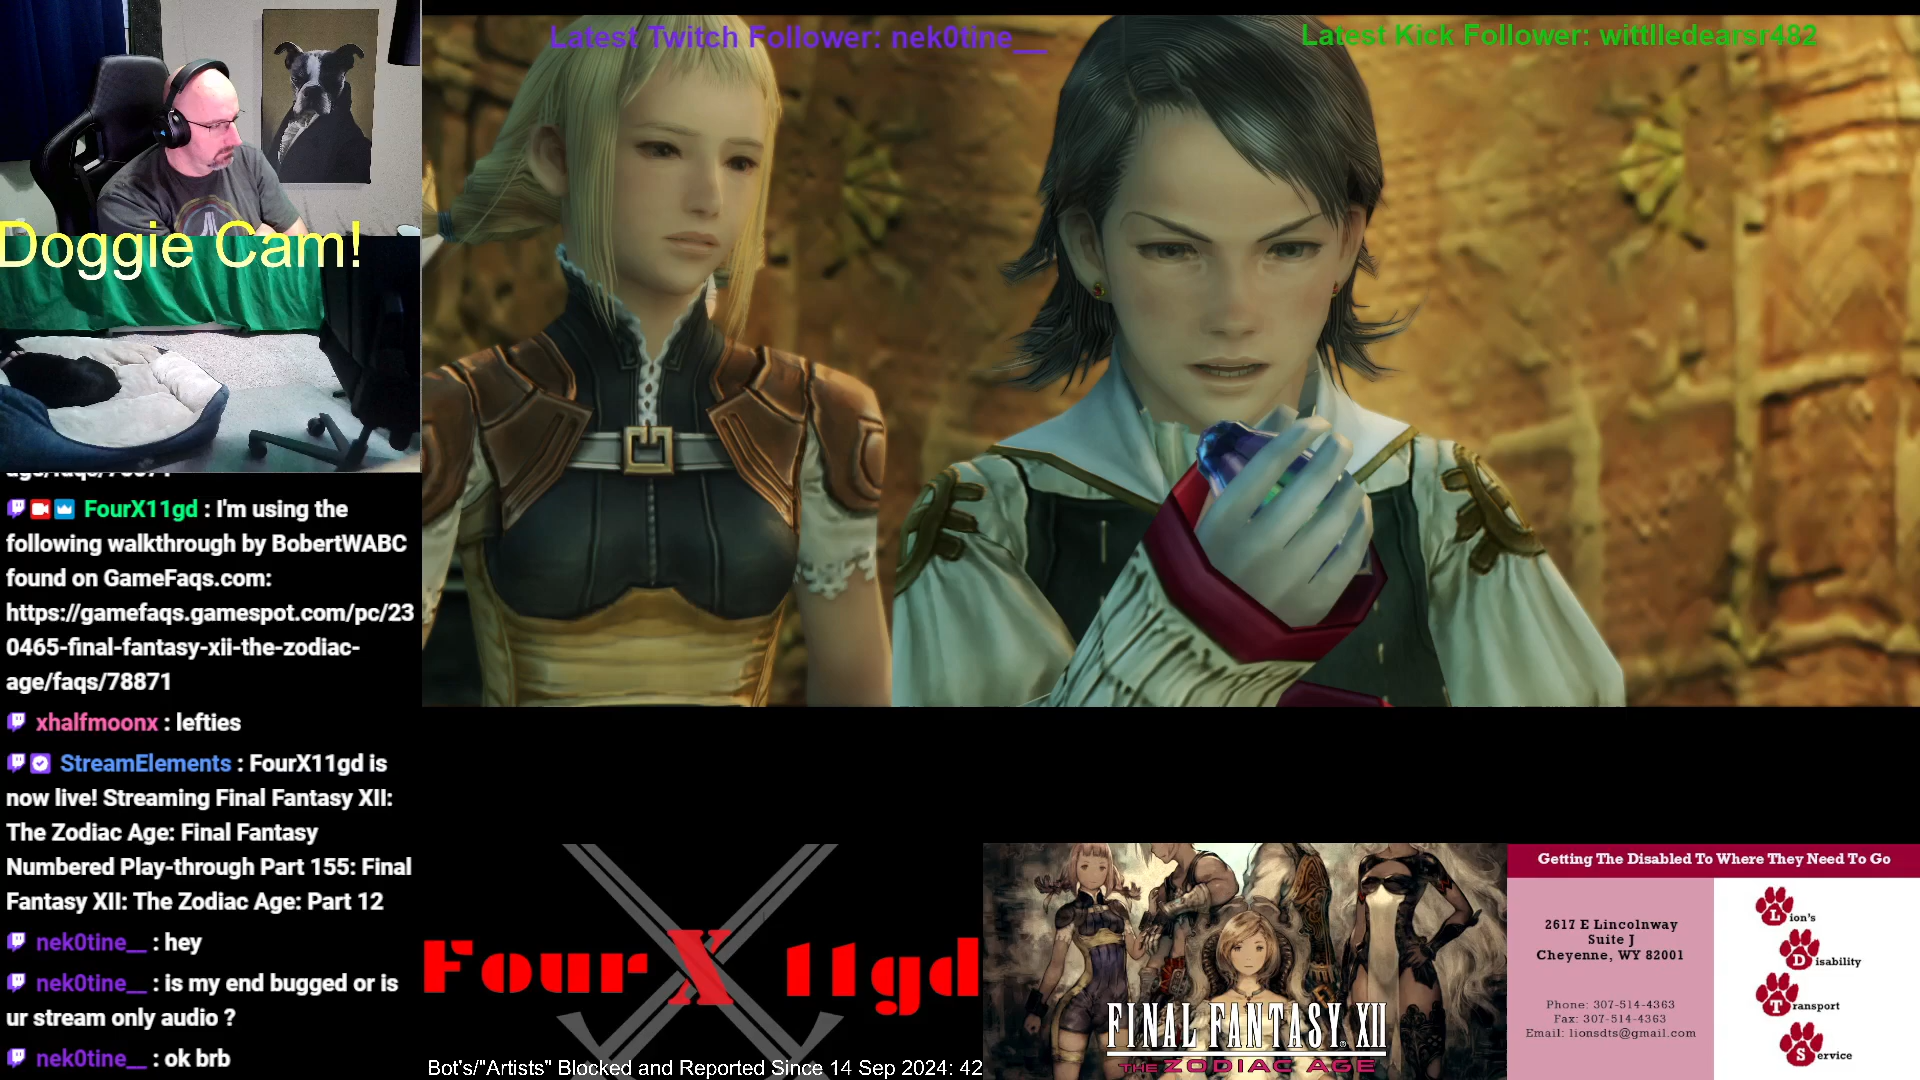 Latest Twitch Follower: nek0tine__
Latest Kick Follower: wittlledearsr482
Doggie Cam!
FourX11gd : I'm using the
following walkthrough by BobertWABC
found on GameFaqs.com:
https://gamefaqs.gamespot.com/pc/23
0465-final-fantasy-xii-the-zodiac-
age/faqs/78871
xhalfmoonx : lefties
StreamElements : FourX11gd is
now live! Streaming Final Fantasy XII:
The Zodiac Age: Final Fantasy
Numbered Play-through Part 155: Final
Fantasy XII: The Zodiac Age: Part 12
nek0tine__ : hey
nek0tine__ : is my end bugged or is
ur stream only audio ?
nek0tine__ : ok brb
FourX11gd
Bot's/"Artists" Blocked and Reported Since 14 Sep 2024: 42
FINAL FANTASY XII
THE ZODIAC AGE
Getting The Disabled To Where They Need To Go
2617 E Lincolnway
Suite J
Cheyenne, WY 82001
Phone: 307-514-4363
Fax: 307-514-4363
Email: lionsdts@gmail.com
Lion's
Disability
Transport
Service